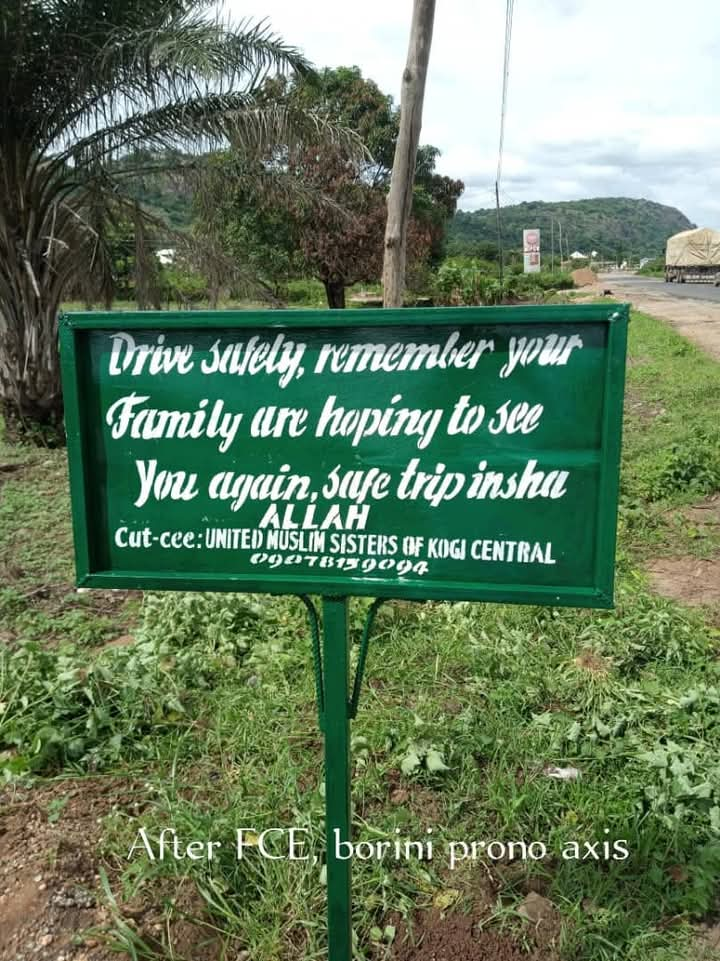 Drive safely, remember your
Family are hoping to see
You again, safe trip insha
ALLAH
Cut-cee: UNITED MUSLIM SISTERS OF KOGI CENTRAL
09078159094
After FCE, borini prono axis